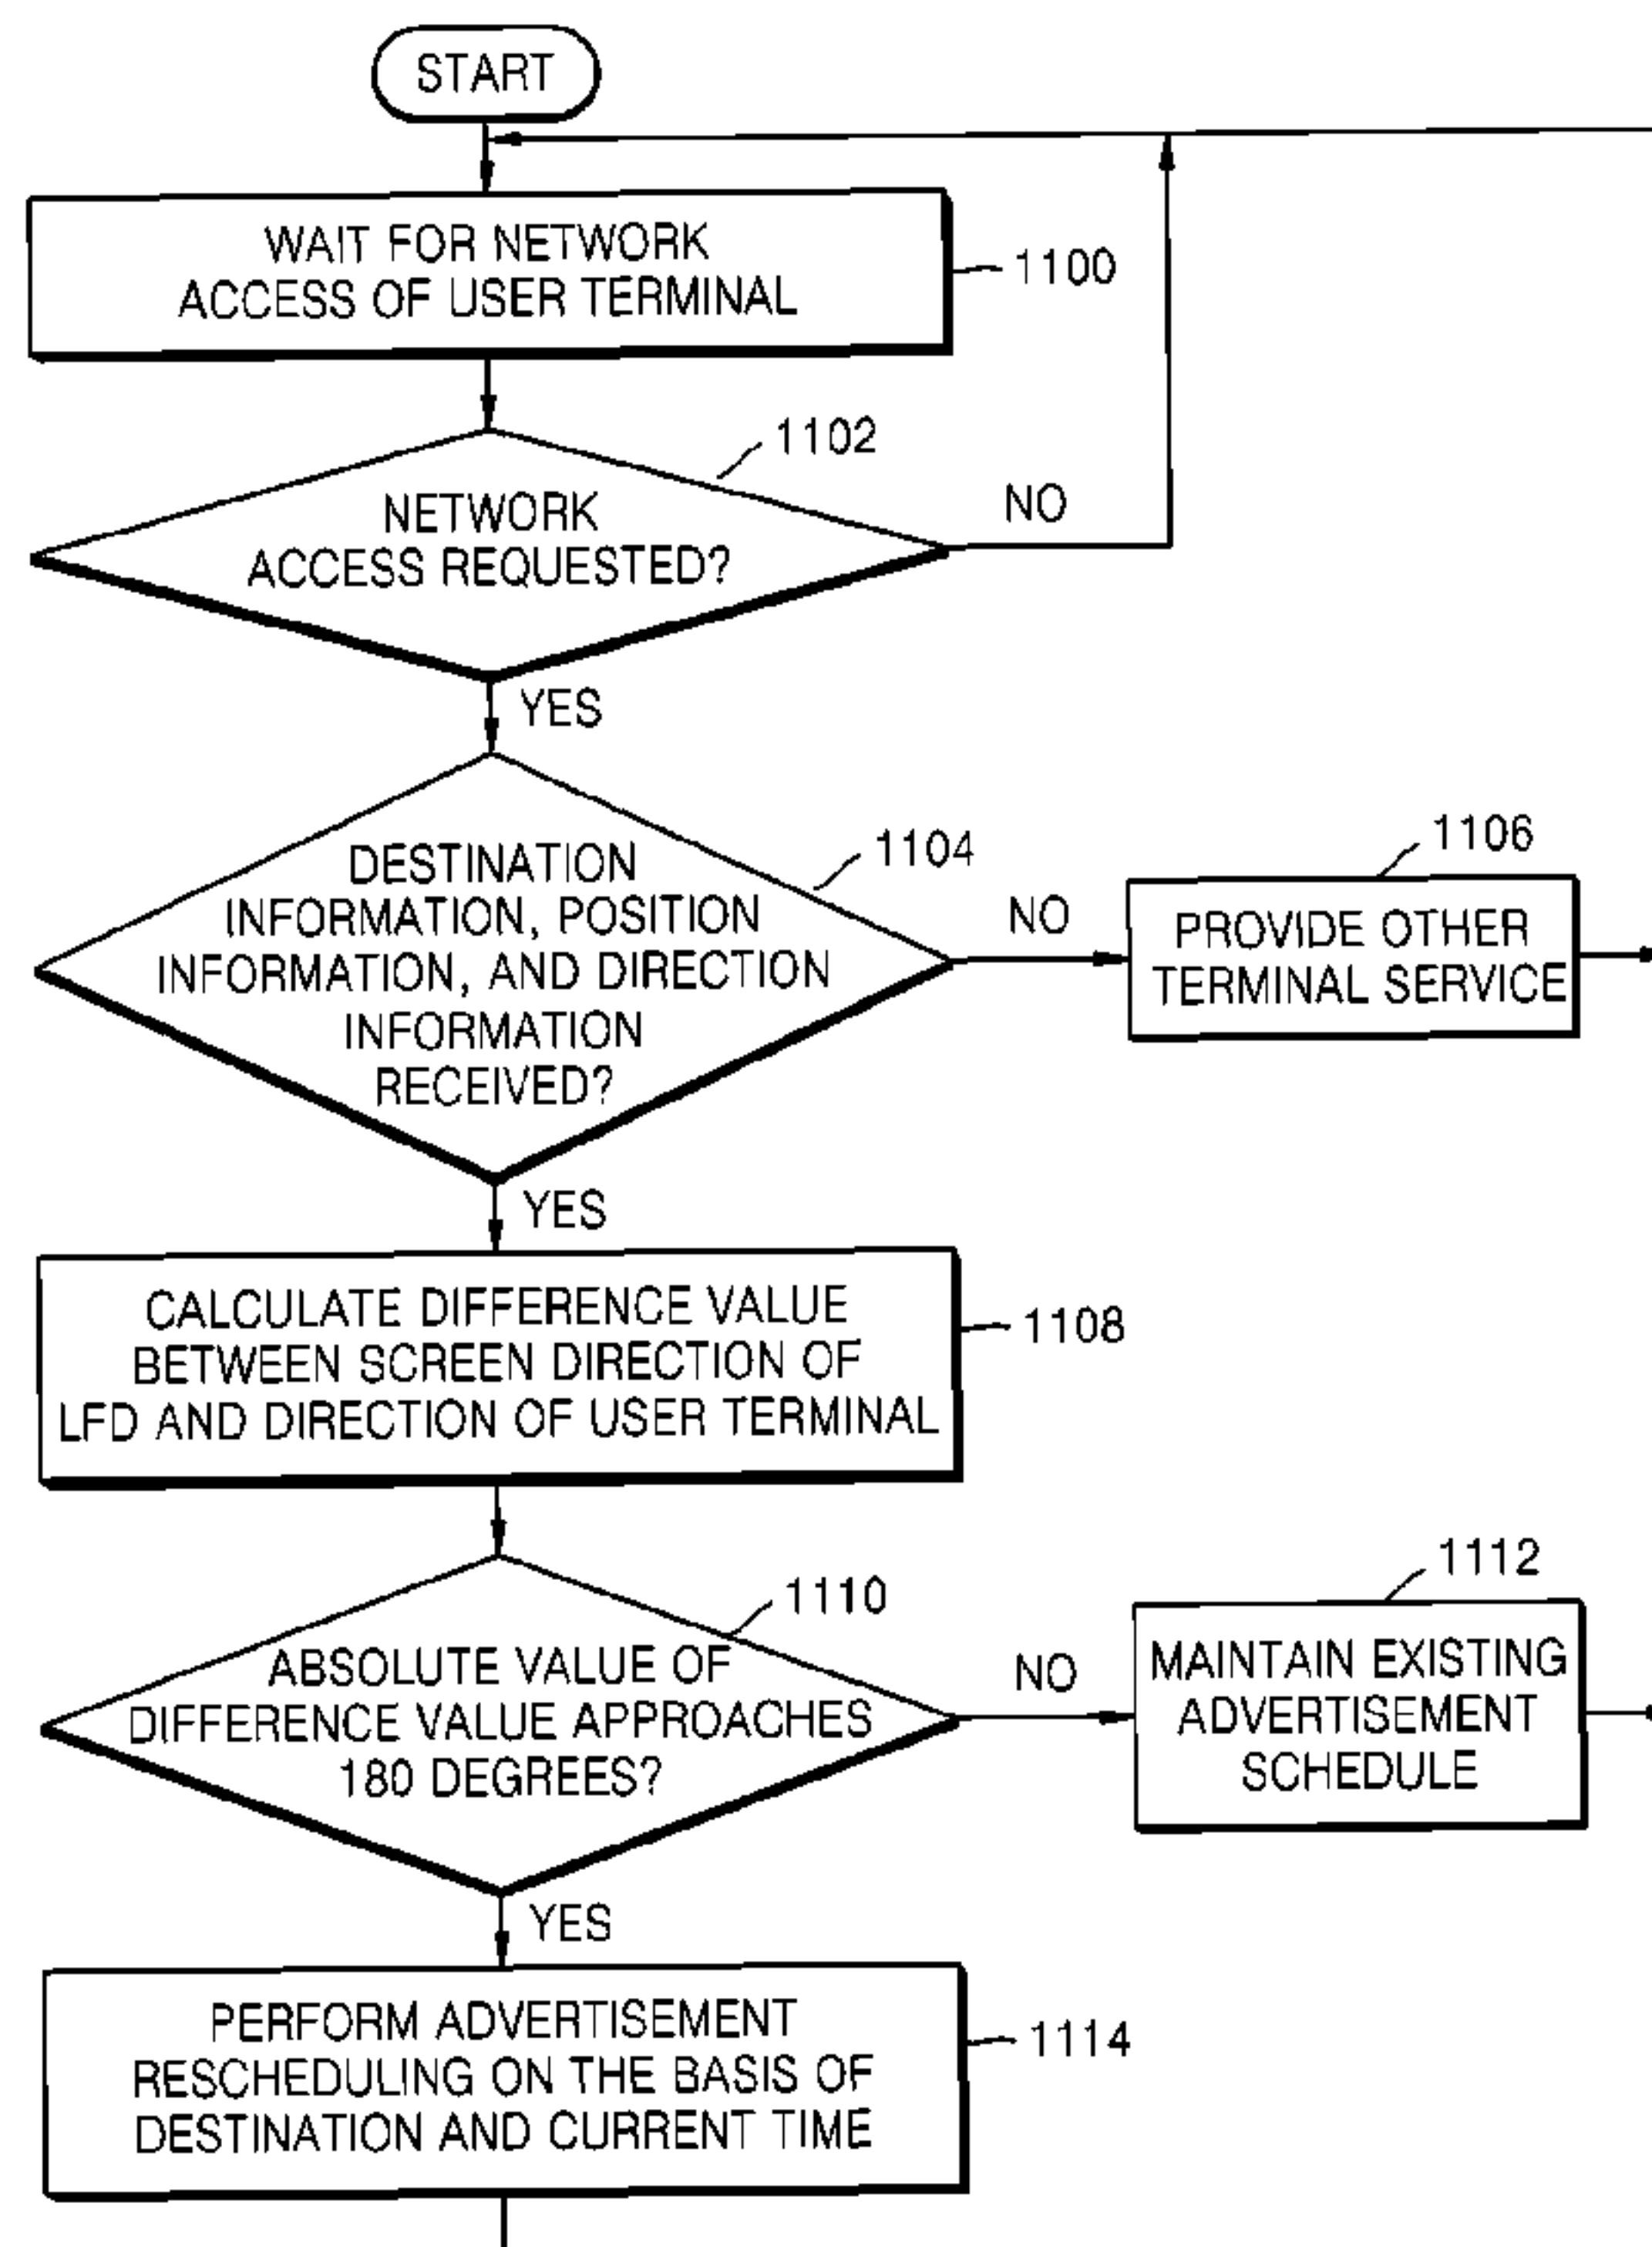 START
WAIT FOR NETWORK
ACCESS OF USER TERMINAL
1100
1102
NETWORK
ACCESS REQUESTED?
NO
YES
1104
DESTINATION
INFORMATION, POSITION
INFORMATION, AND DIRECTION
INFORMATION
RECEIVED?
NO
1106
PROVIDE OTHER
TERMINAL SERVICE
YES
CALCULATE DIFFERENCE VALUE
BETWEEN SCREEN DIRECTION OF
LFD AND DIRECTION OF USER TERMINAL
1108
1110
ABSOLUTE VALUE OF
DIFFERENCE VALUE APPROACHES
180 DEGREES?
NO
1112
MAINTAIN EXISTING
ADVERTISEMENT
SCHEDULE
YES
PERFORM ADVERTISEMENT
RESCHEDULING ON THE BASIS OF
DESTINATION AND CURRENT TIME
1114